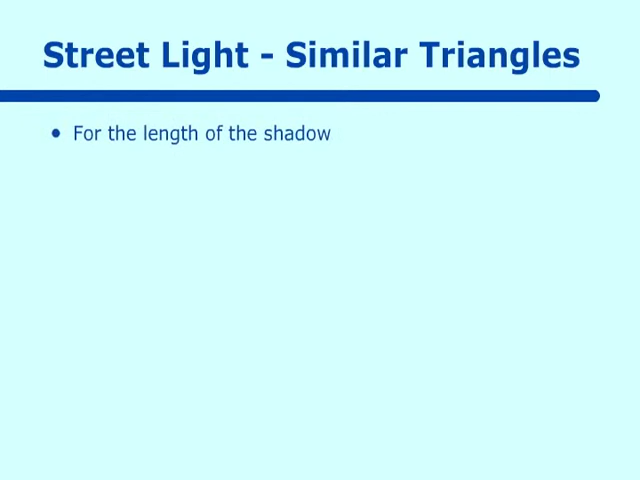 Street Light - Similar Triangles
• For the length of the shadow